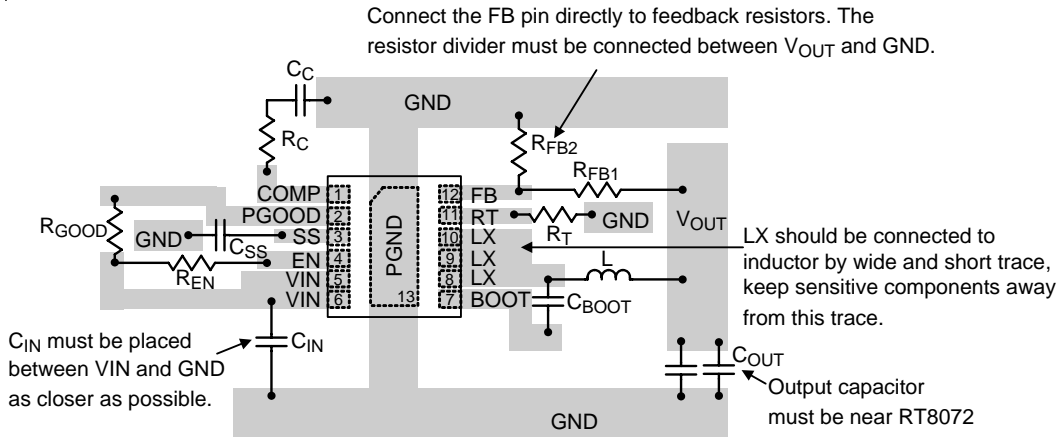 Connect the FB pin directly to feedback resistors. The
resistor divider must be connected between VOUT and GND.
CC
GND
RC
RFB2
RFB1
COMP 1
12 FB
PGOOD 2
11 RT
RGOOD
GND
CSS
SS 3
10 LX
RT
GND
VOUT
EN 4
9 LX
REN
VIN 5
8 LX
L
VIN 6
7 BOOT
CBOOT
PGND
13
LX should be connected to
inductor by wide and short trace,
keep sensitive components away
from this trace.
CIN must be placed
between VIN and GND
as closer as possible.
CIN
COUT
Output capacitor
must be near RT8072
GND